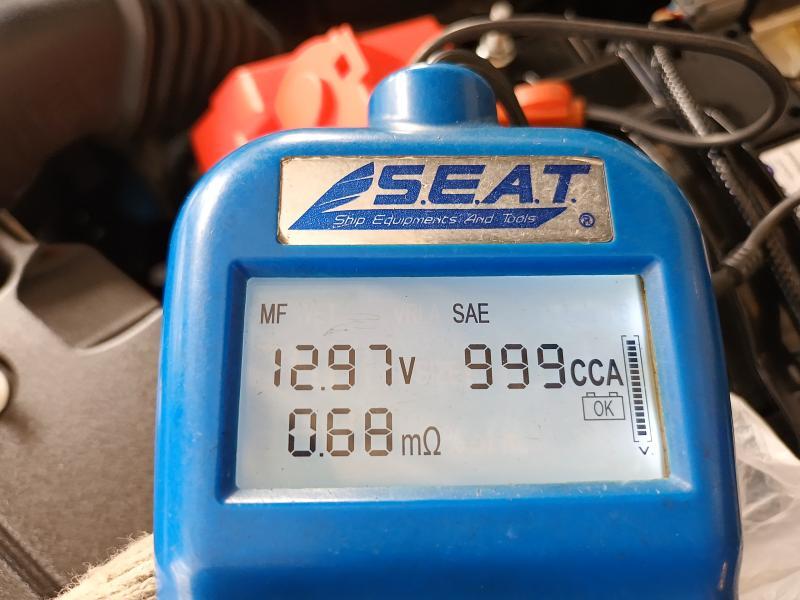 S.E.A.T.
Ship Equipments And Tools ®
MF SAE
12.97V 999CCA
OK
0.68mΩ